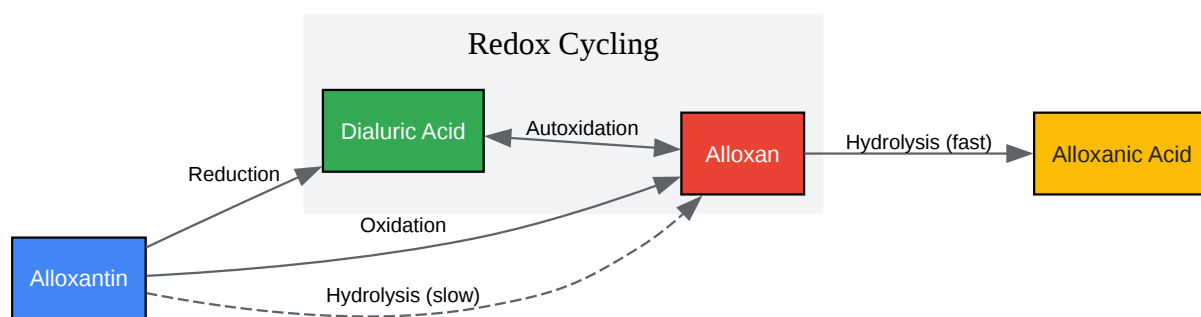 Redox Cycling
Dialuric Acid
Autoxidation
Alloxan
Hydrolysis (fast)
Alloxanic Acid
Reduction
Oxidation
Alloxantin
Hydrolysis (slow)